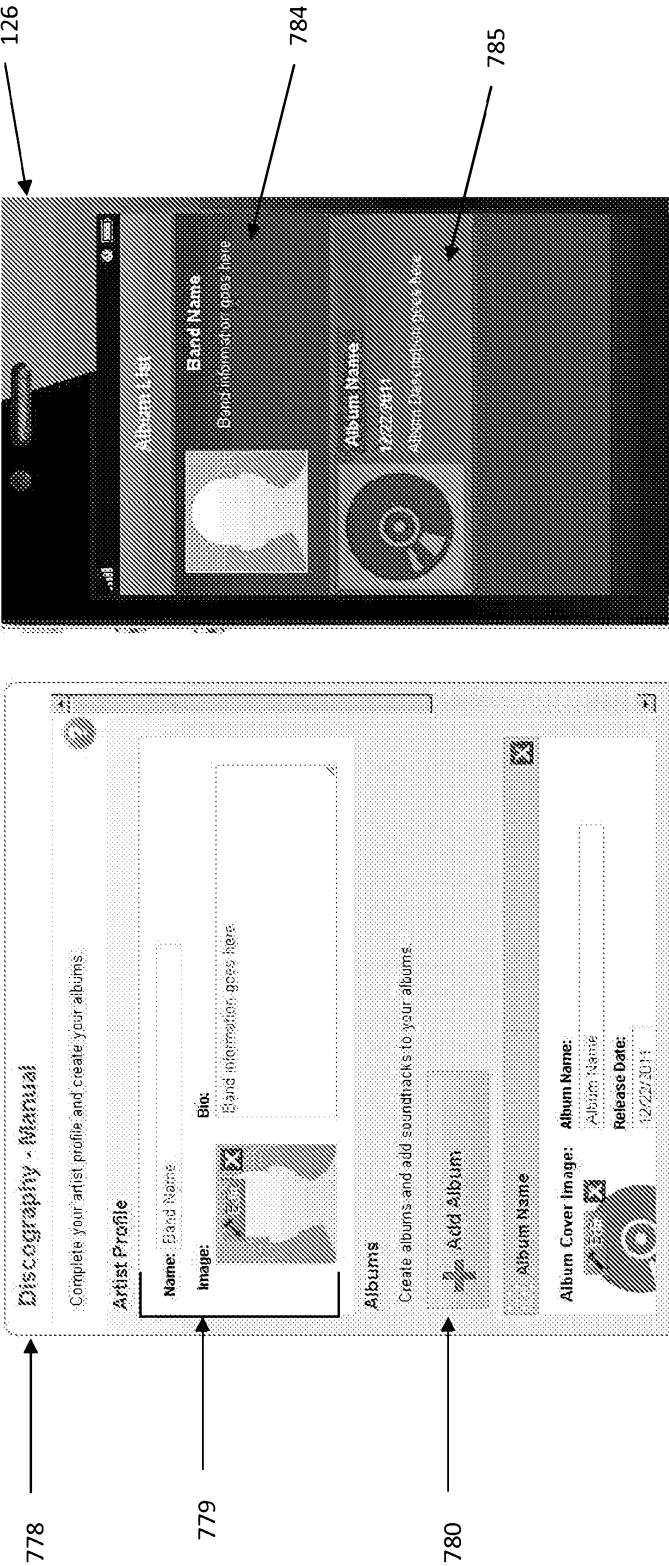 778
779
780
Discography - Manual
Complete your artist profile and create your albums.
Artist Profile
Name: Band Name
Image:
Bio:
Band information goes here
Albums
Create albums and add soundtracks to your albums.
Add Album
Album Name
Album Cover Image:
Album Name:
Album Name
Release Date:
12/22/2011
126
784
785
Album List
Band Name
Band information goes here
Album Name
12/22/2011
Album Description goes here